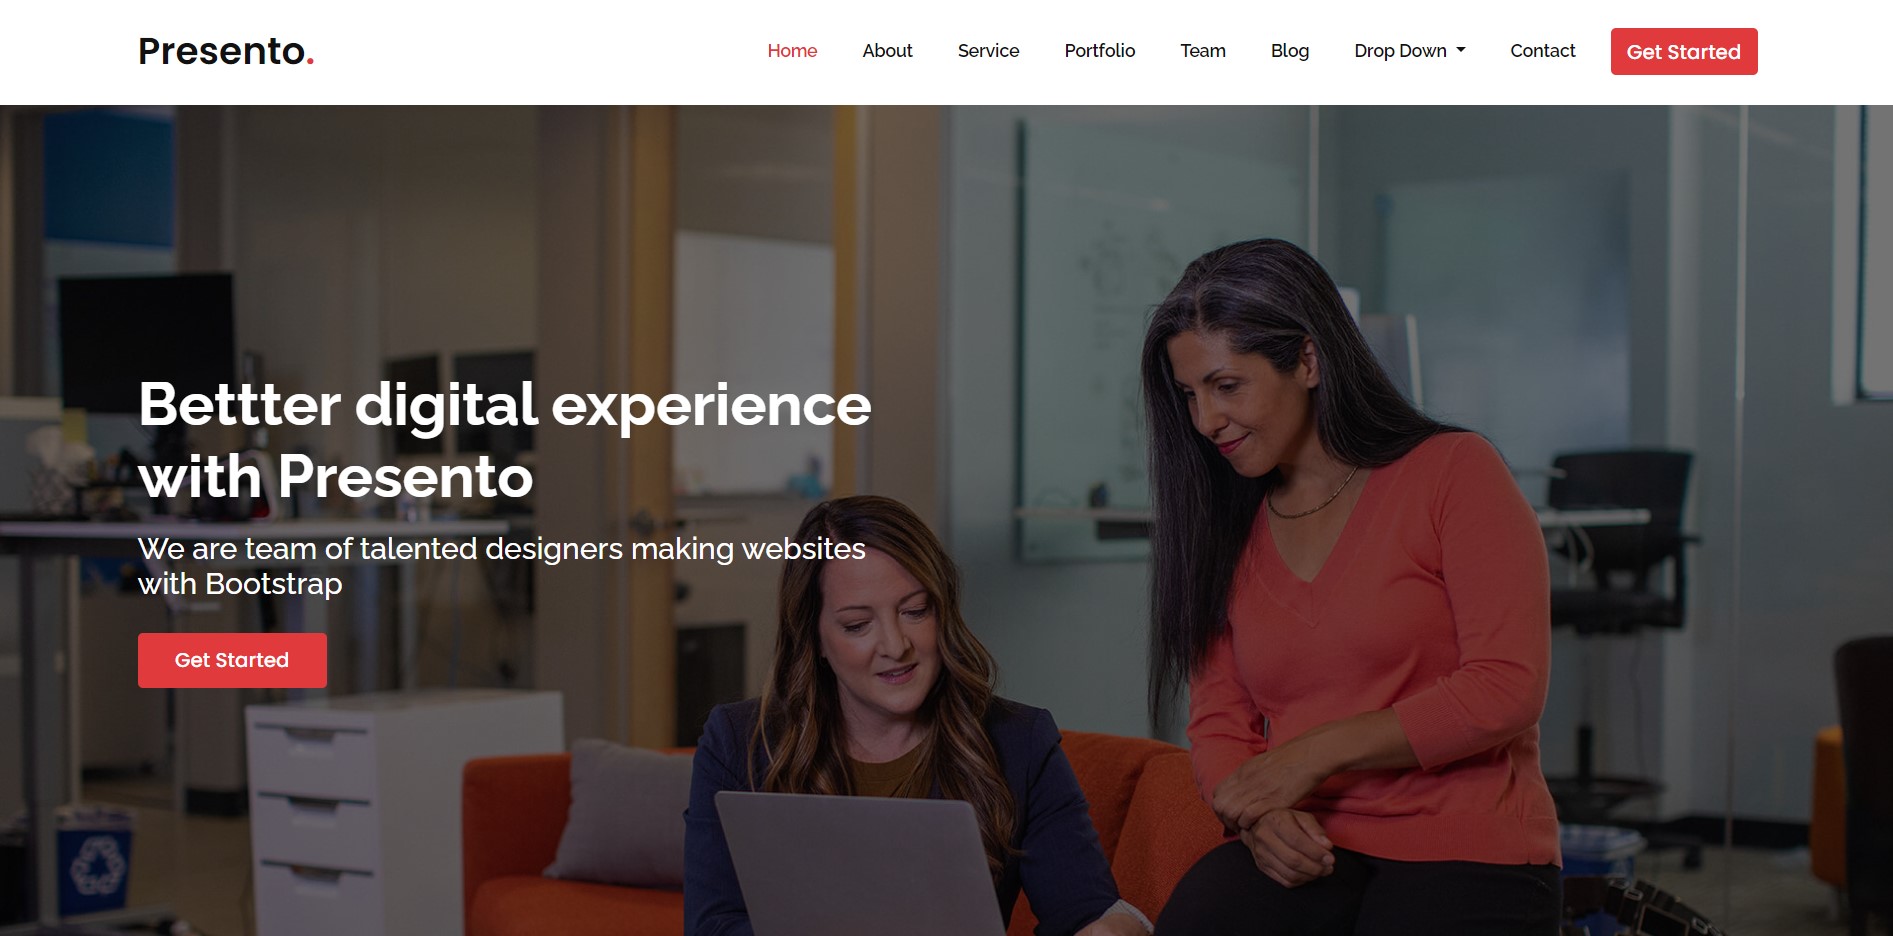 Presento.
Home About Service Portfolio Team Blog Drop Down Contact Get Started
Bettter digital experience
with Presento
We are team of talented designers making websites
with Bootstrap
Get Started